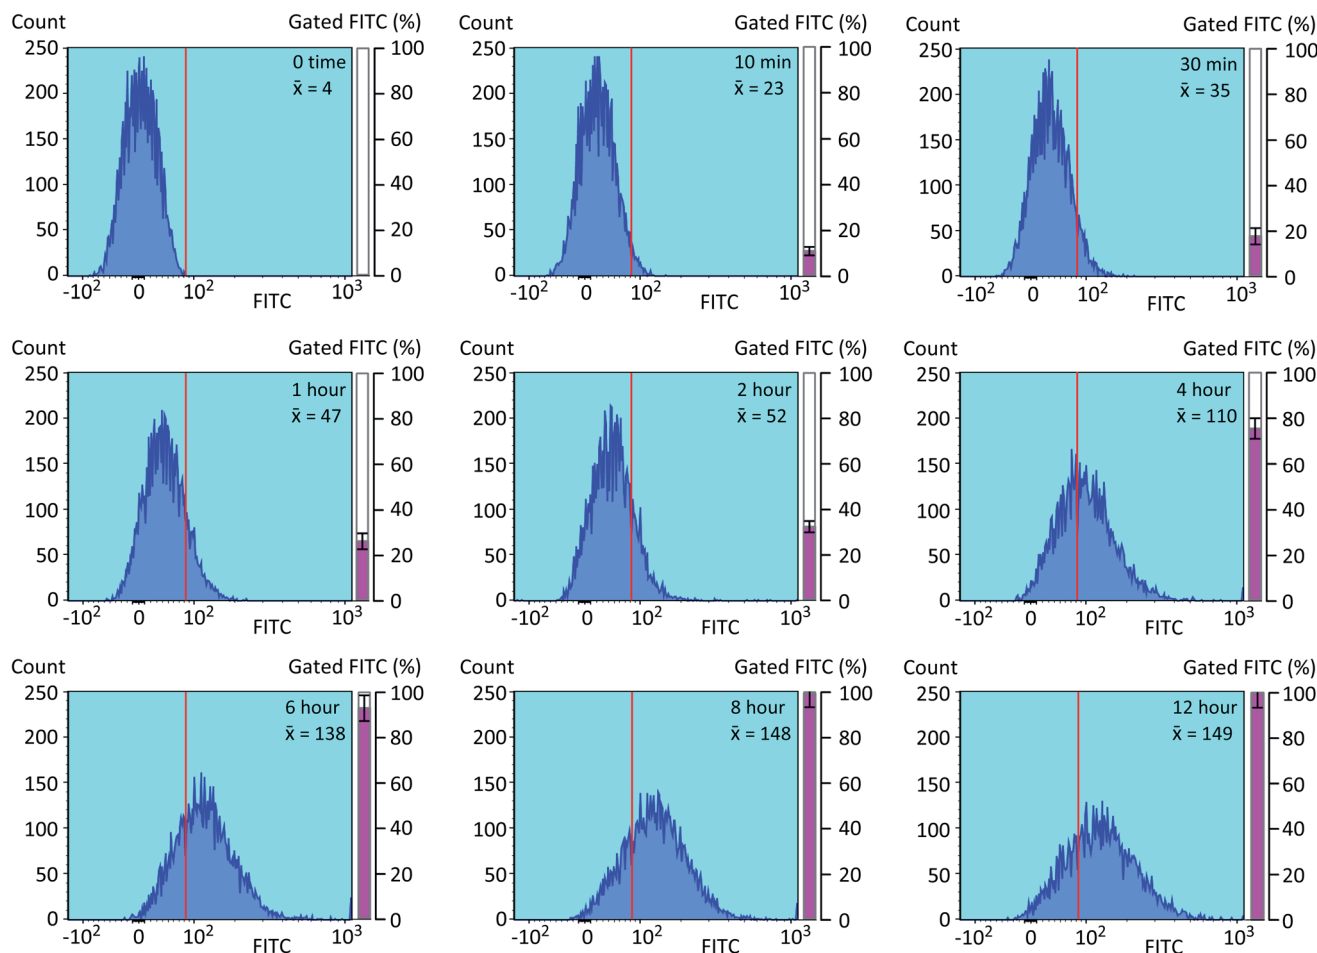 Count Gated FITC (%)
250 100
0 time
x̄ = 4
200 80
150 60
100 40
50 20
0 0
-10² 0 10² 10³
FITC
Count Gated FITC (%)
250 100
10 min
x̄ = 23
200 80
150 60
100 40
50 20
0 0
-10² 0 10² 10³
FITC
Count Gated FITC (%)
250 100
30 min
x̄ = 35
200 80
150 60
100 40
50 20
0 0
-10² 0 10² 10³
FITC
Count Gated FITC (%)
250 100
1 hour
x̄ = 47
200 80
150 60
100 40
50 20
0 0
-10² 0 10² 10³
FITC
Count Gated FITC (%)
250 100
2 hour
x̄ = 52
200 80
150 60
100 40
50 20
0 0
-10² 0 10² 10³
FITC
Count Gated FITC (%)
250 100
4 hour
x̄ = 110
200 80
150 60
100 40
50 20
0 0
-10² 0 10² 10³
FITC
Count Gated FITC (%)
250 100
6 hour
x̄ = 138
200 80
150 60
100 40
50 20
0 0
-10² 0 10² 10³
FITC
Count Gated FITC (%)
250 100
8 hour
x̄ = 148
200 80
150 60
100 40
50 20
0 0
-10² 0 10² 10³
FITC
Count Gated FITC (%)
250 100
12 hour
x̄ = 149
200 80
150 60
100 40
50 20
0 0
-10² 0 10² 10³
FITC